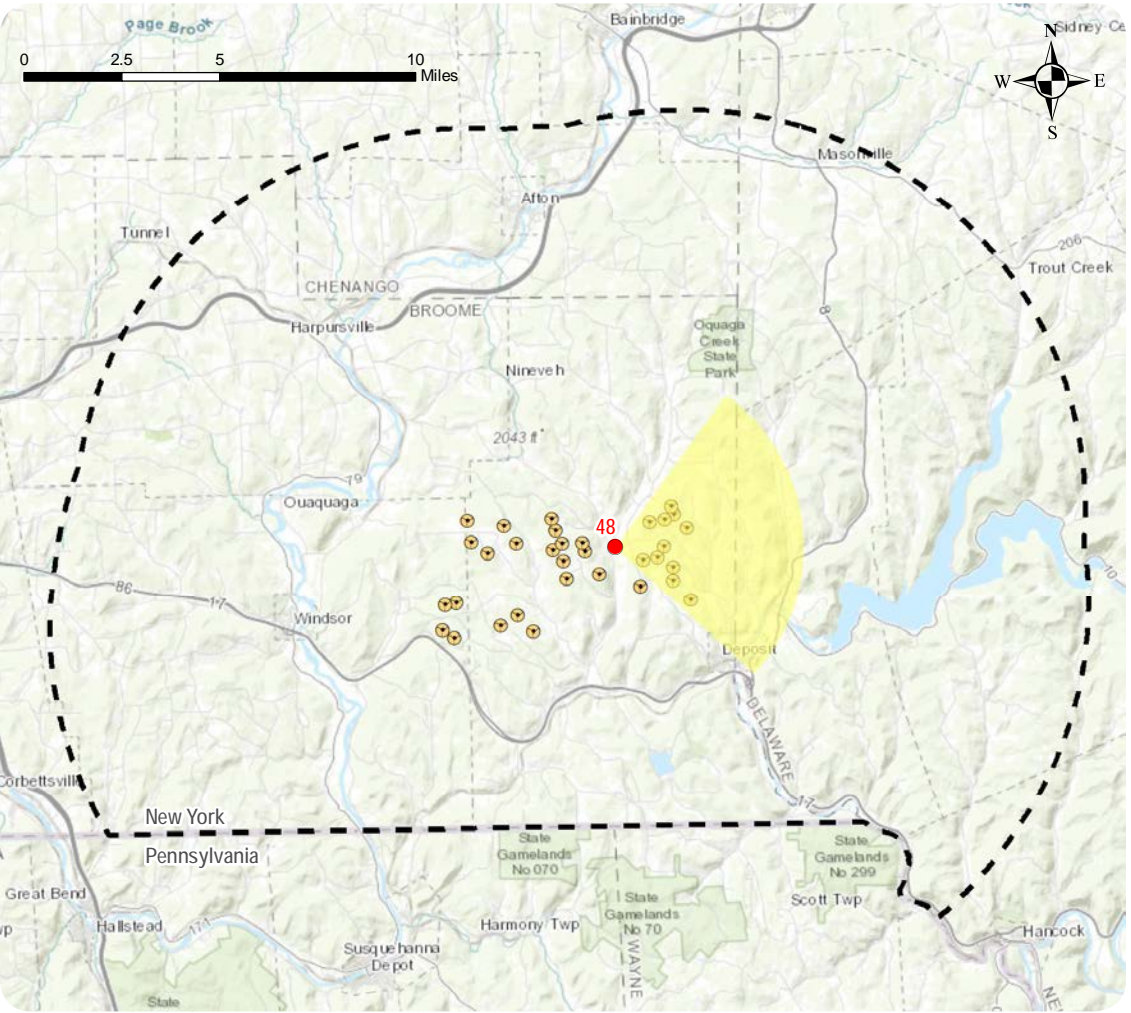 Page Brook
Bainbridge
Sidney Ce
0 2.5 5 10
Miles
N
W E
S
Masonville
Afton
Tunnel
206
Trout Creek
CHENANGO
BROOME
8
Harpursville
Oquaga
Creek
State
Park
Nineveh
2043 ft
79
Ouaquaga
48
10
86
17
Windsor
Deposit
DELAWARE
17
Corbettsville
New York
Pennsylvania
State
Gamelands
No 070
State
Gamelands
No 299
Great Bend
Scott Twp
State
Gamelands
No 70
Hallstead
171
Harmony Twp
Hancock
Susquehanna
Depot
WAYNE
State